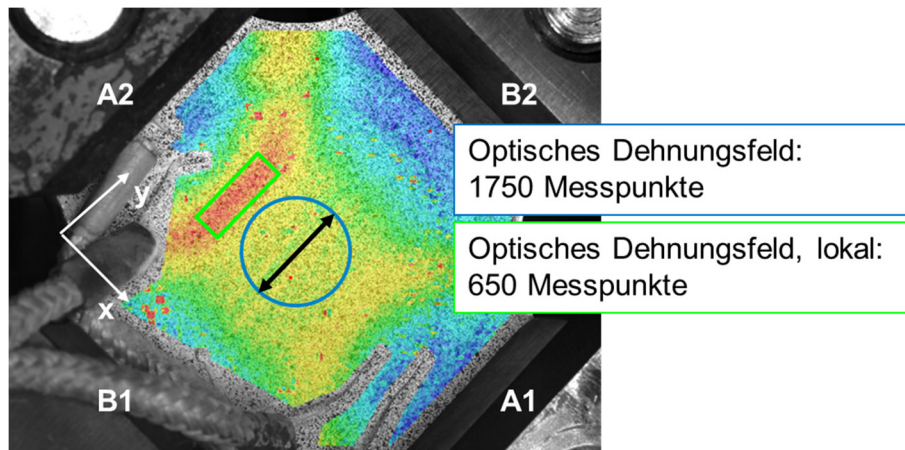 A2
B2
Optisches Dehnungsfeld:
1750 Messpunkte
y
Optisches Dehnungsfeld, lokal:
650 Messpunkte
x
B1
A1